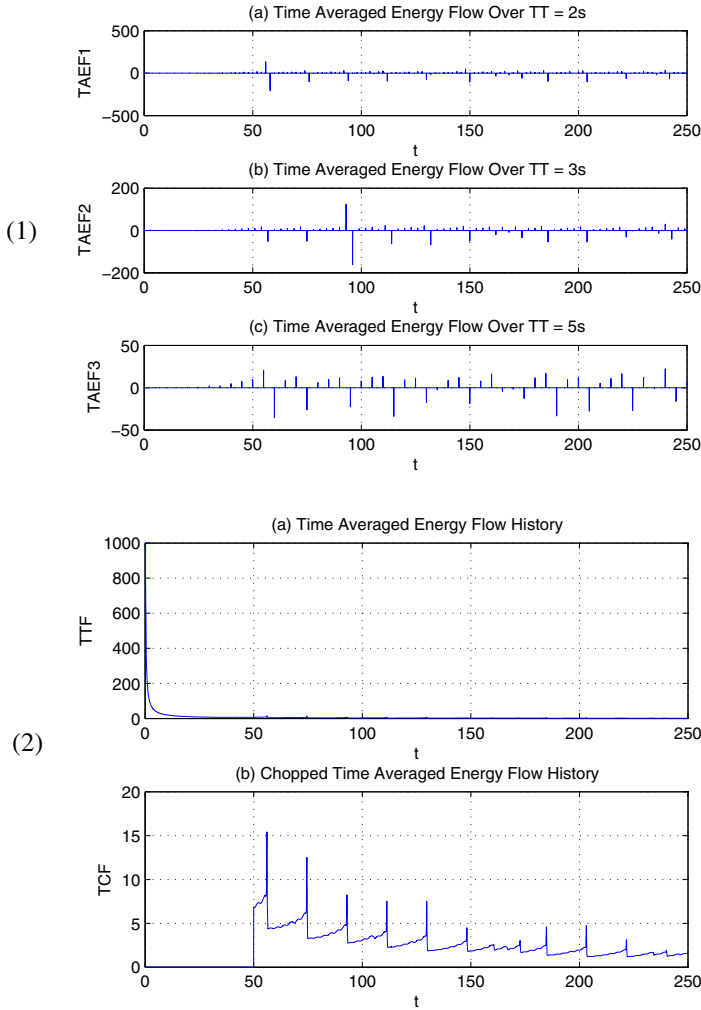 (1)
(a) Time Averaged Energy Flow Over TT = 2s
TAEF1
500
0
−500
0 50 100 150 200 250
t
(b) Time Averaged Energy Flow Over TT = 3s
TAEF2
200
0
−200
0 50 100 150 200 250
t
(c) Time Averaged Energy Flow Over TT = 5s
TAEF3
50
0
−50
0 50 100 150 200 250
t
(2)
(a) Time Averaged Energy Flow History
TTF
1000
800
600
400
200
0
0 50 100 150 200 250
t
(b) Chopped Time Averaged Energy Flow History
TCF
20
15
10
5
0
0 50 100 150 200 250
t